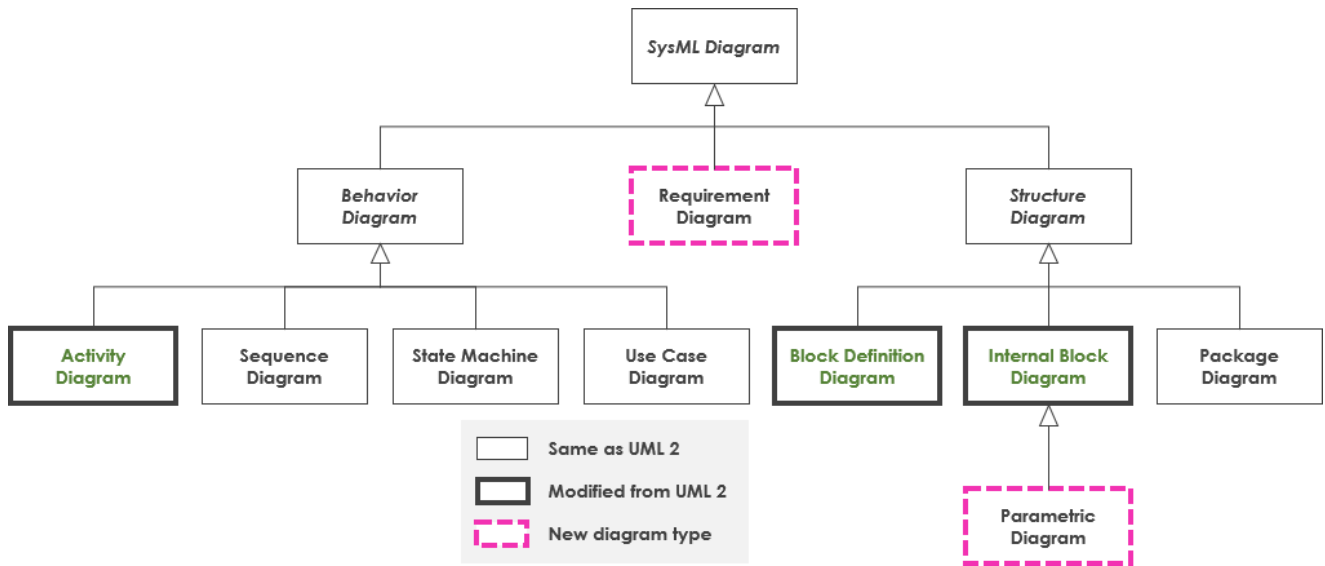 SysML Diagram
Behavior
Diagram
Requirement
Diagram
Structure
Diagram
Activity
Diagram
Sequence
Diagram
State Machine
Diagram
Use Case
Diagram
Block Definition
Diagram
Internal Block
Diagram
Package
Diagram
Same as UML 2
Modified from UML 2
New diagram type
Parametric
Diagram